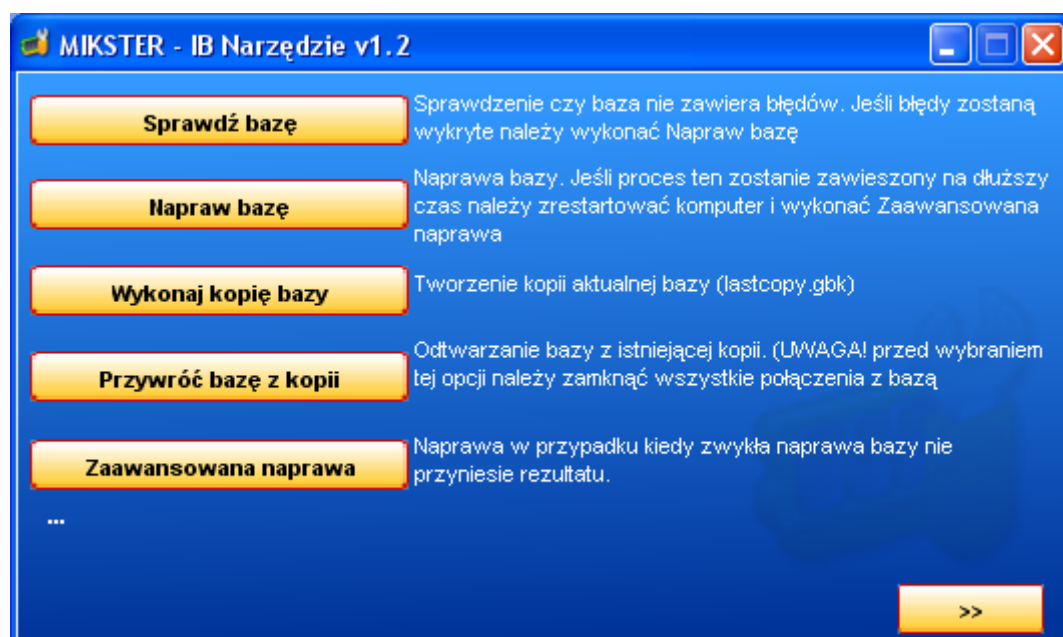 MIKSTER - IB Narzędzie v1.2
Sprawdź bazę
Sprawdzenie czy baza nie zawiera błędów. Jeśli błędy zostaną
wykryte należy wykonać Napraw bazę
Napraw bazę
Naprawa bazy. Jeśli proces ten zostanie zawieszony na dłuższy
czas należy zrestartować komputer i wykonać Zaawansowana
naprawa
Wykonaj kopię bazy
Tworzenie kopii aktualnej bazy (lastcopy.gbk)
Przywróć bazę z kopii
Odtwarzanie bazy z istniejącej kopii. (UWAGA! przed wybraniem
tej opcji należy zamknąć wszystkie połączenia z bazą
Zaawansowana naprawa
Naprawa w przypadku kiedy zwykła naprawa bazy nie
przyniesie rezultatu.
...
>>